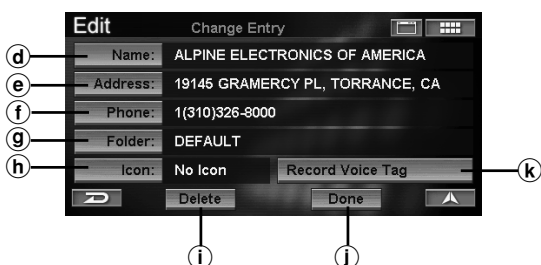 Edit Change Entry
d Name: ALPINE ELECTRONICS OF AMERICA
e Address: 19145 GRAMERCY PL, TORRANCE, CA
f Phone: 1(310)326-8000
g Folder: DEFAULT
h Icon: No Icon Record Voice Tag k
Delete Done
i j